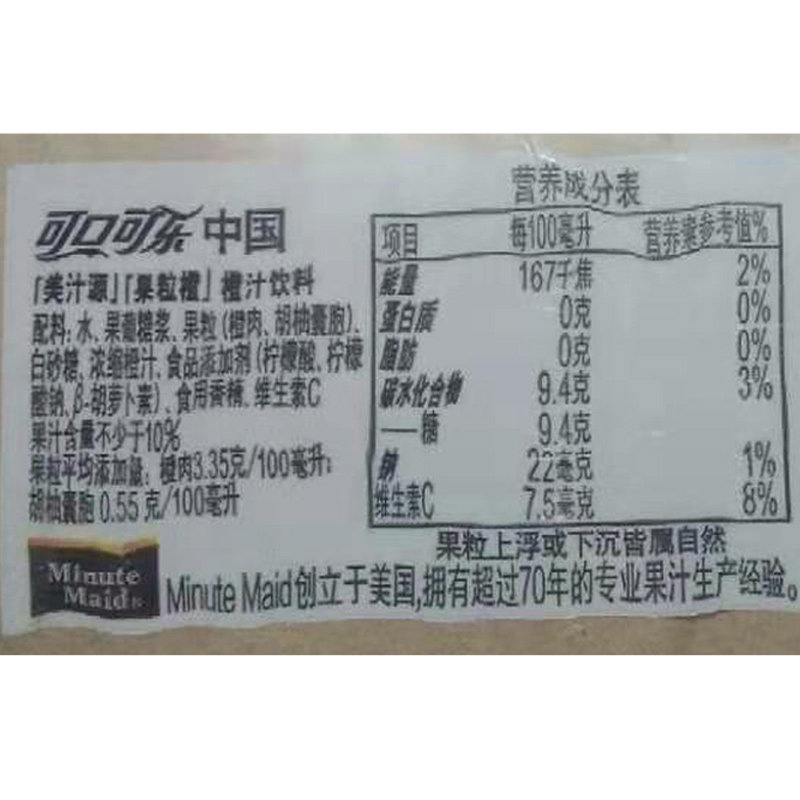 可口可乐 中国
「美汁源」「果粒橙」橙汁饮料
配料: 水、果葡糖浆、果粒(橙肉、胡柚囊胞)、
白砂糖、浓缩橙汁、食品添加剂(柠檬酸、柠檬
酸钠、β-胡萝卜素)、食用香精、维生素C
果汁含量不少于10%
果粒平均添加量: 橙肉3.35克/100毫升;
胡柚囊胞 0.55 克/100毫升
营养成分表
项目 每100毫升 营养素参考值%
能量 167千焦 2%
蛋白质 0克 0%
脂肪 0克 0%
碳水化合物 9.4克 3%
——糖 9.4克
钠 22毫克 1%
维生素C 7.5毫克 8%
果粒上浮或下沉皆属自然
Minute
Maid®
Minute Maid创立于美国,拥有超过70年的专业果汁生产经验。